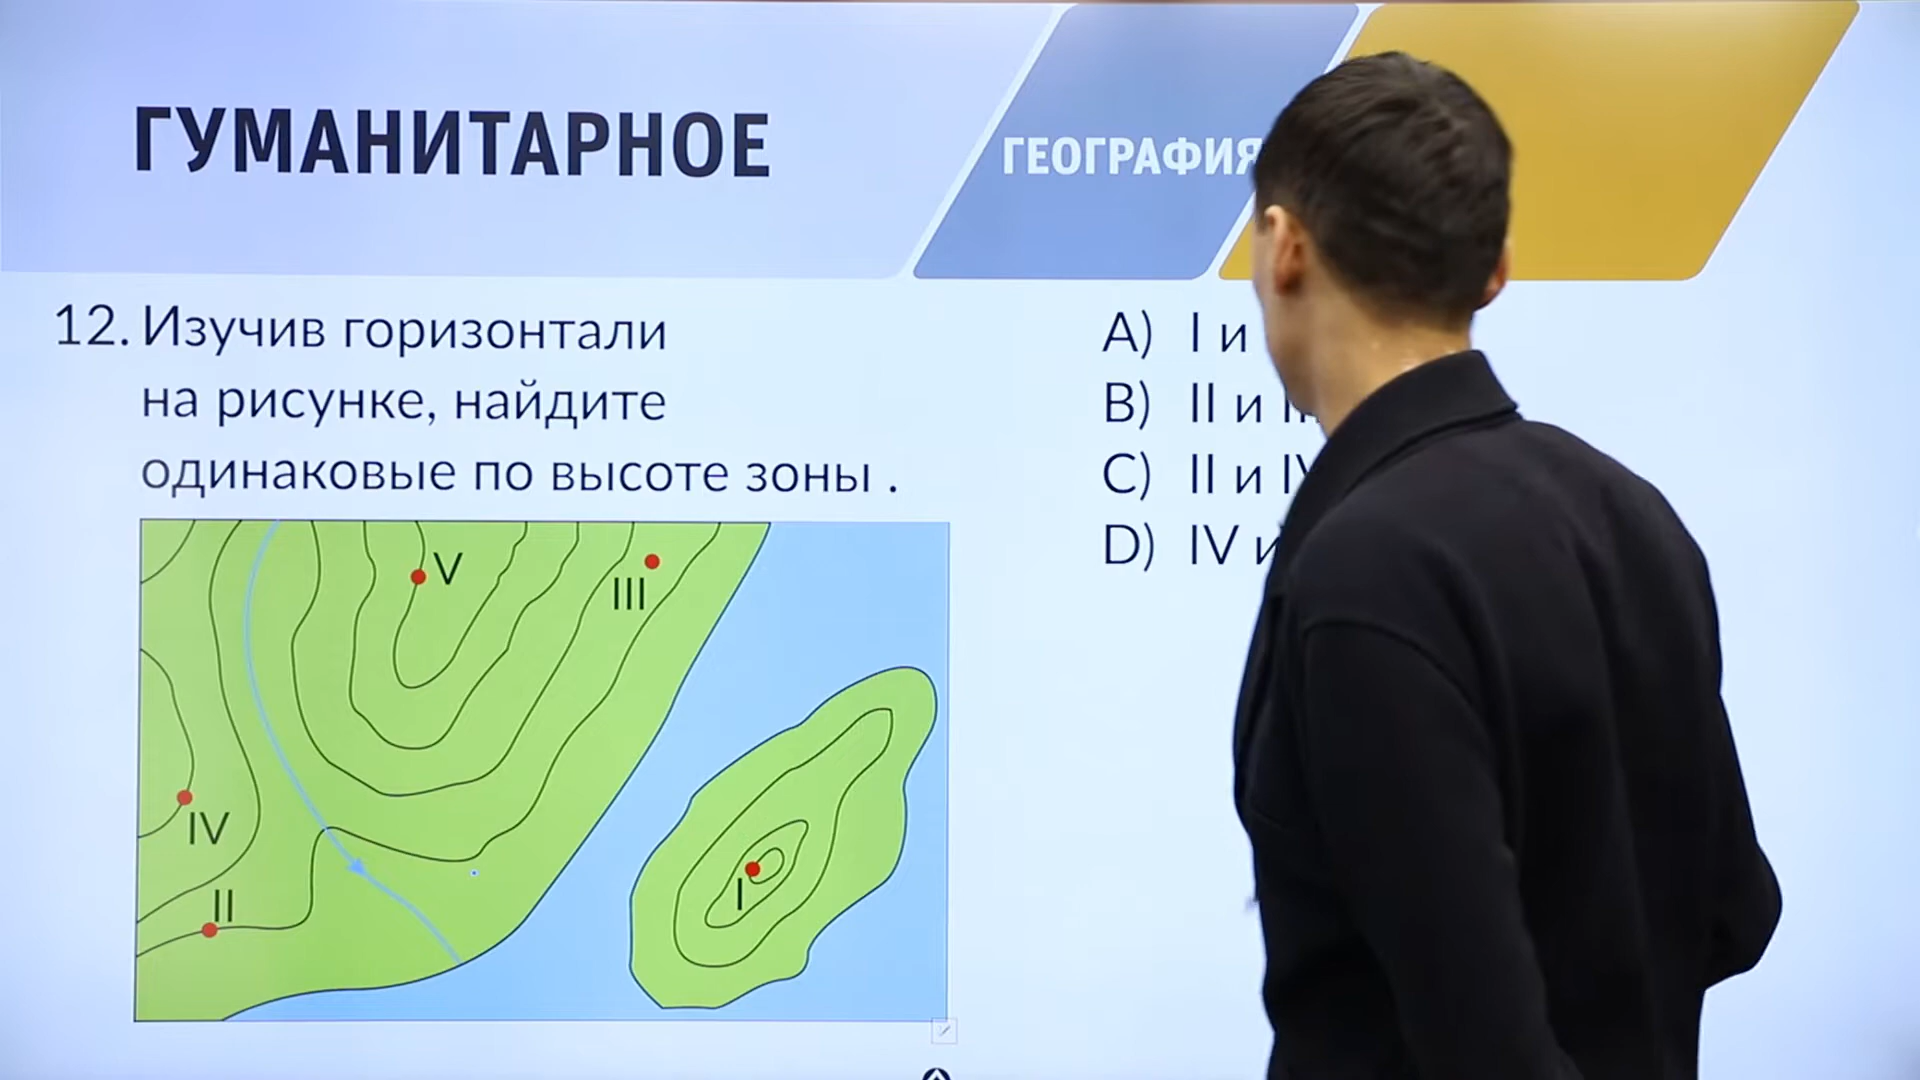 ГУМАНИТАРНОЕ
ГЕОГРАФИЯ
12. Изучив горизонтали
на рисунке, найдите
одинаковые по высоте зоны .
A) I и
B) II и
C) II и
D) IV
V
III
IV
II
I